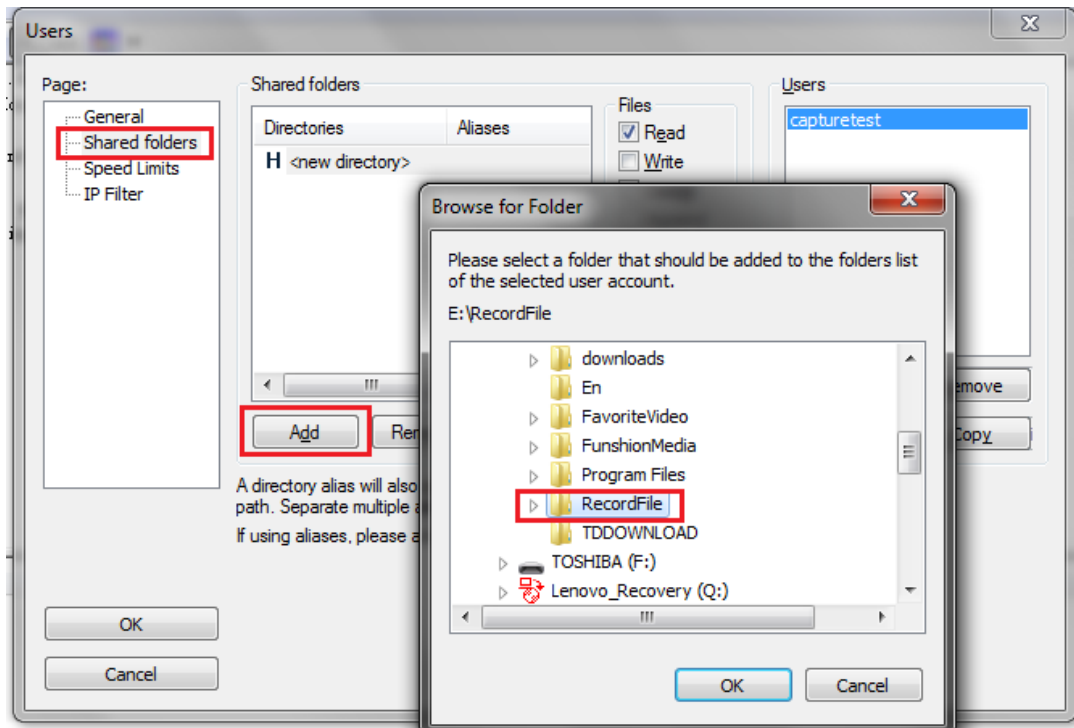 Users
Page:
General
Shared folders
Speed Limits
IP Filter
Shared folders
Directories Aliases
H <new directory>
Files
Read
Write
Users
capturetest
Add
Copy
A directory alias will also
path. Separate multiple
If using aliases, please
OK
Cancel
Browse for Folder
Please select a folder that should be added to the folders list
of the selected user account.
E:\RecordFile
downloads
En
FavoriteVideo
FunshionMedia
Program Files
RecordFile
TDDOWNLOAD
TOSHIBA (F:)
Lenovo_Recovery (Q:)
OK Cancel